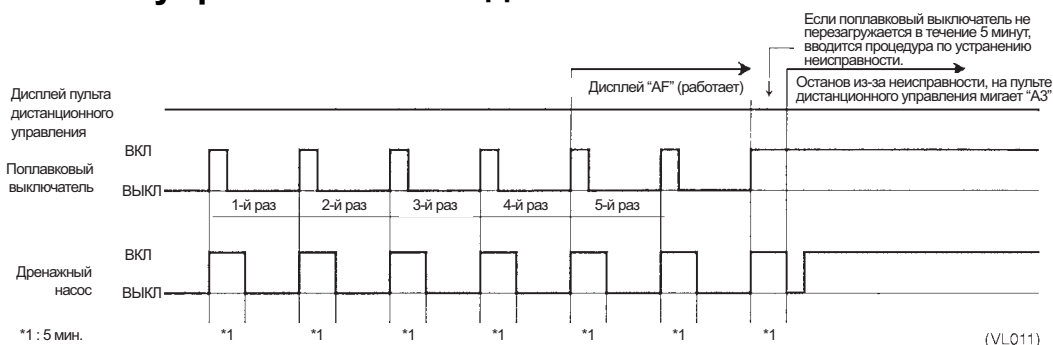 Если поплавковый выключатель не
перезагружается в течение 5 минут,
вводится процедура по устранению
неисправности.
Дисплей “AF” (работает)
Останов из-за неисправности, на пульте
дистанционного управления мигает “A3”
Дисплей пульта
дистанционного
управления
ВКЛ
Поплавковый
выключатель
ВЫКЛ
1-й раз 2-й раз 3-й раз 4-й раз 5-й раз
ВКЛ
Дренажный
насос
ВЫКЛ
*1 : 5 мин. *1 *1 *1 *1 *1 *1 *1
(VL011)